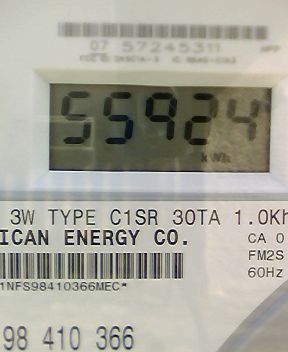 07 57245311
55924
kWh
3W TYPE C1SR 30TA 1.0Kh
ICAN ENERGY CO.
CA 0
FM2S
60Hz
1NFS98410366MEC*
98 410 366